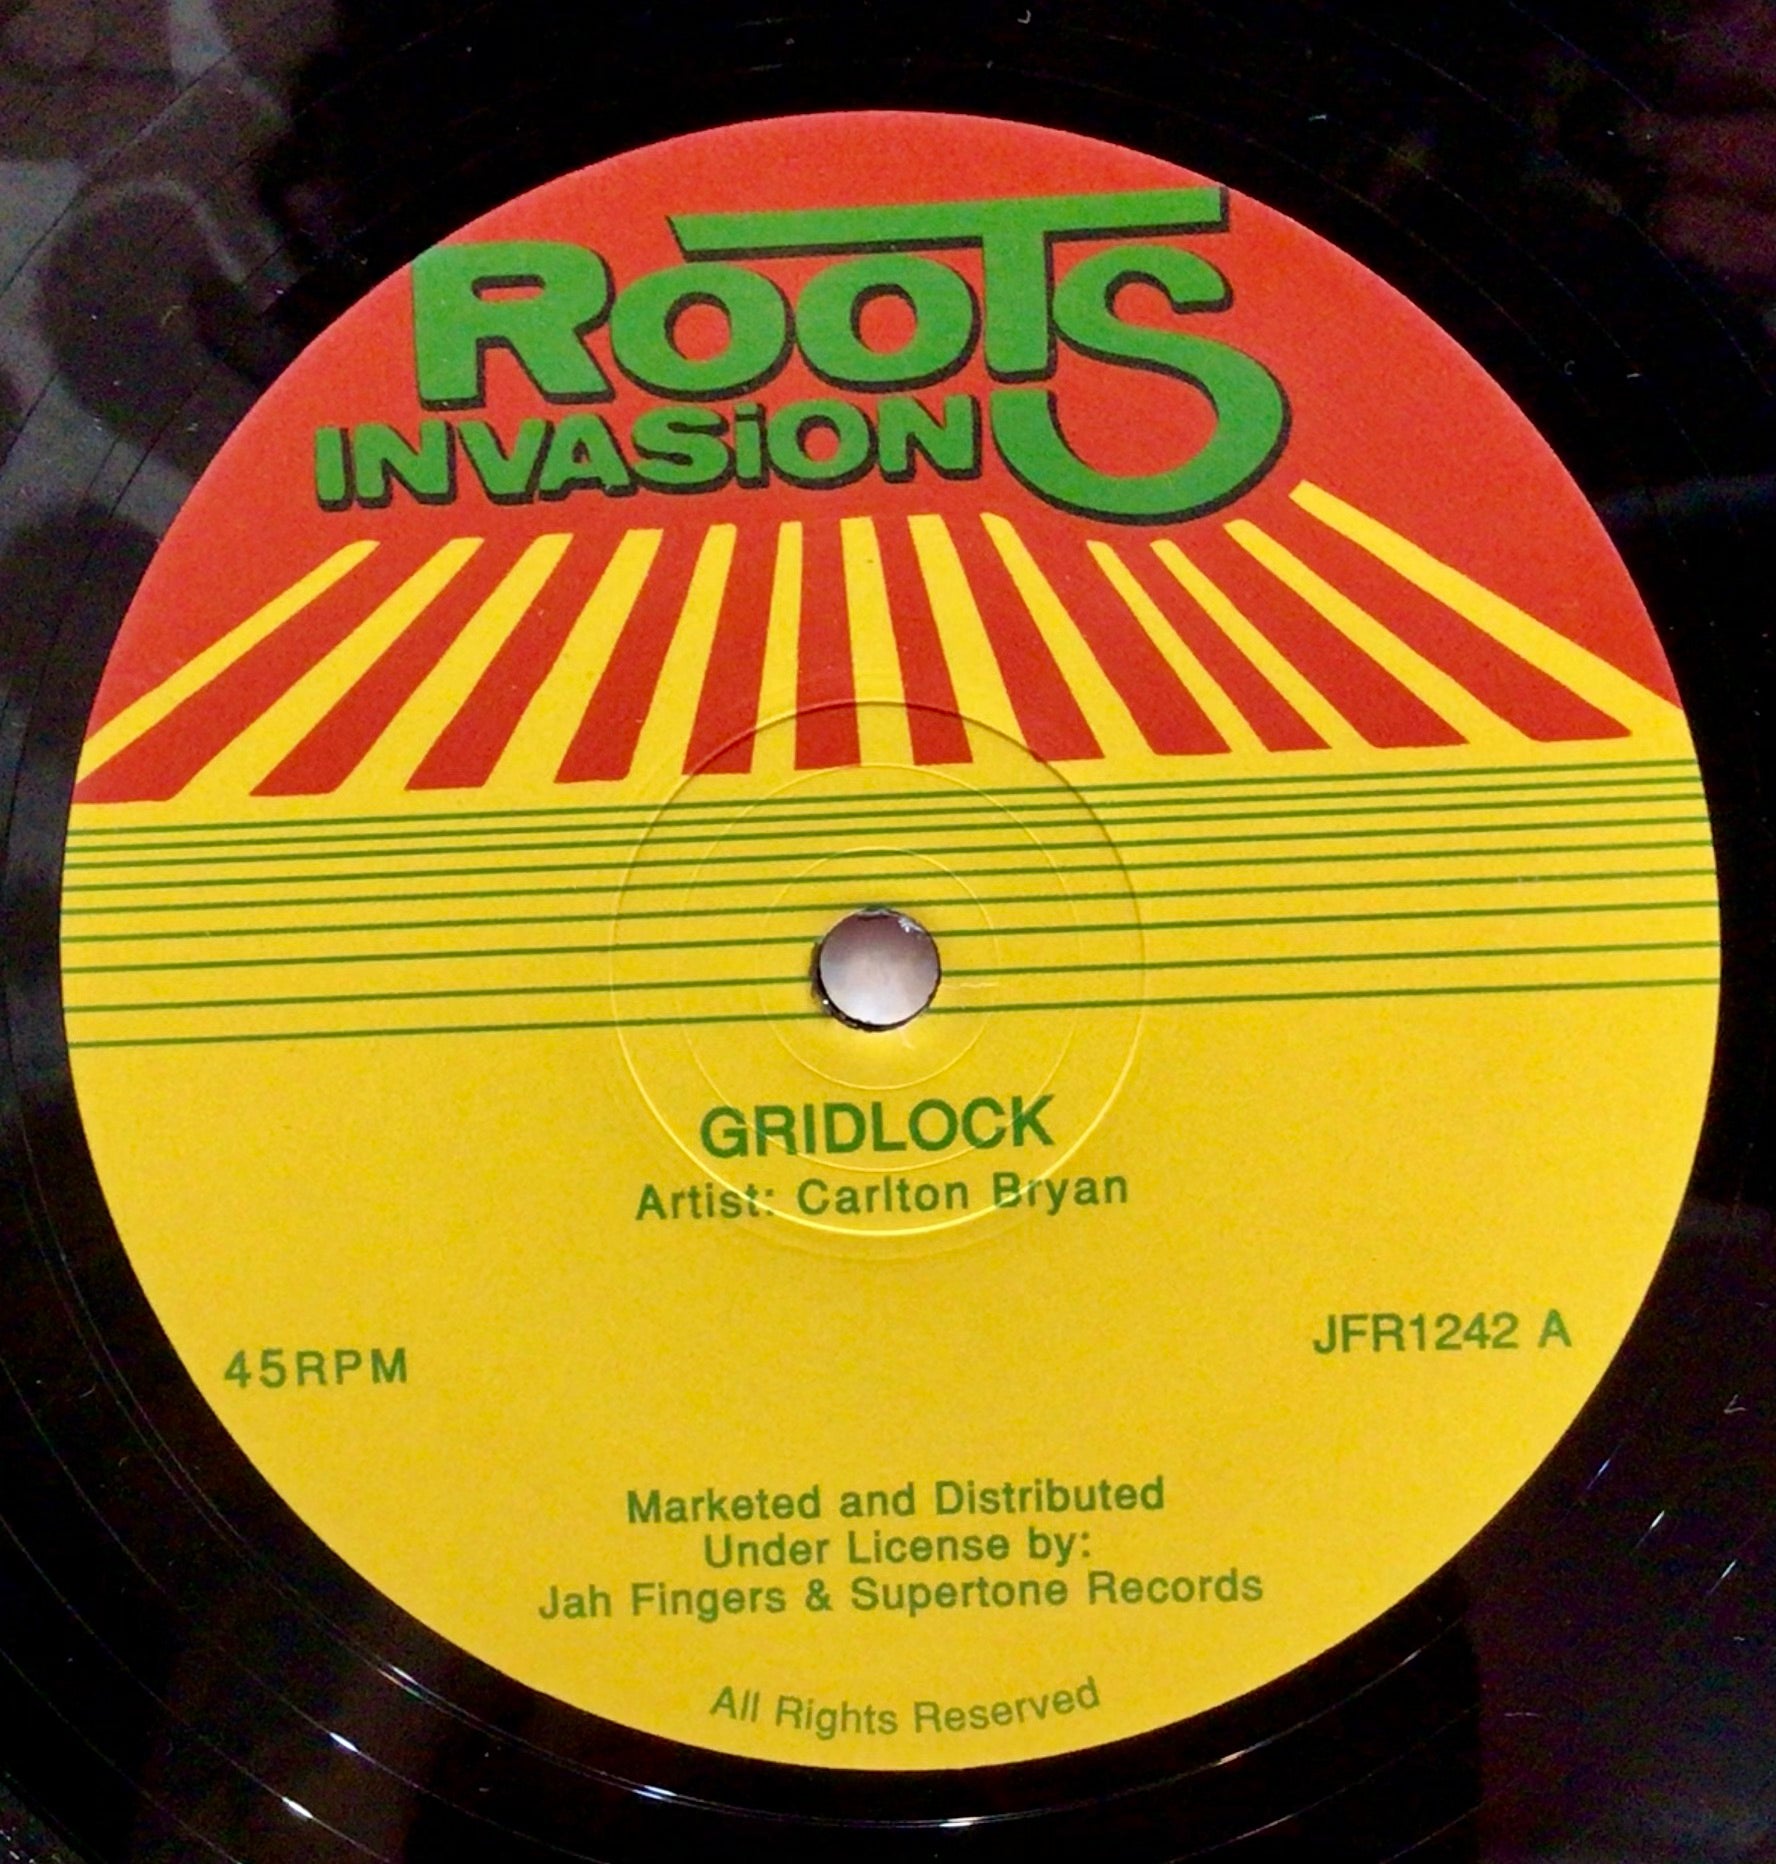 ROOTS
INVASiON
GRIDLOCK
Artist: Carlton Bryan
45RPM
JFR1242 A
Marketed and Distributed
Under License by:
Jah Fingers & Supertone Records
All Rights Reserved